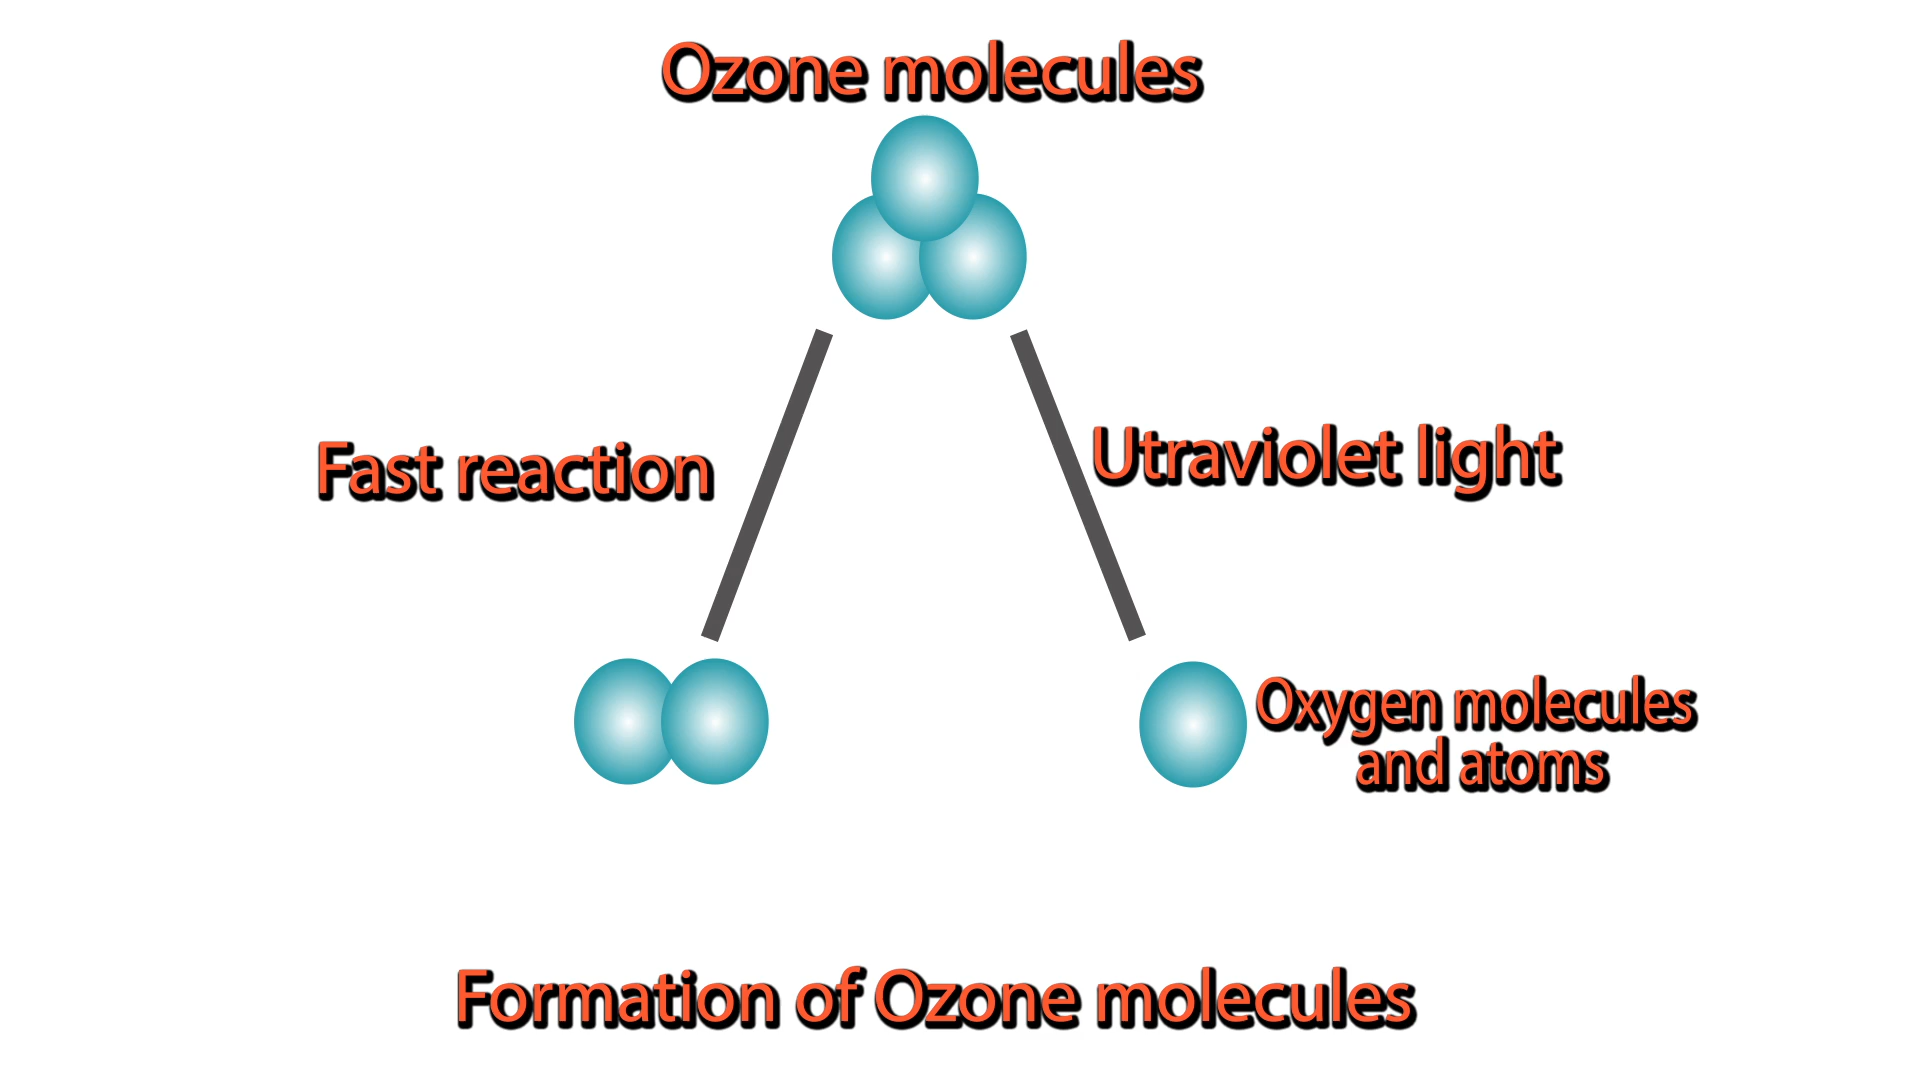 Ozone molecules
Fast reaction
Utraviolet light
Oxygen molecules
and atoms
Formation of Ozone molecules